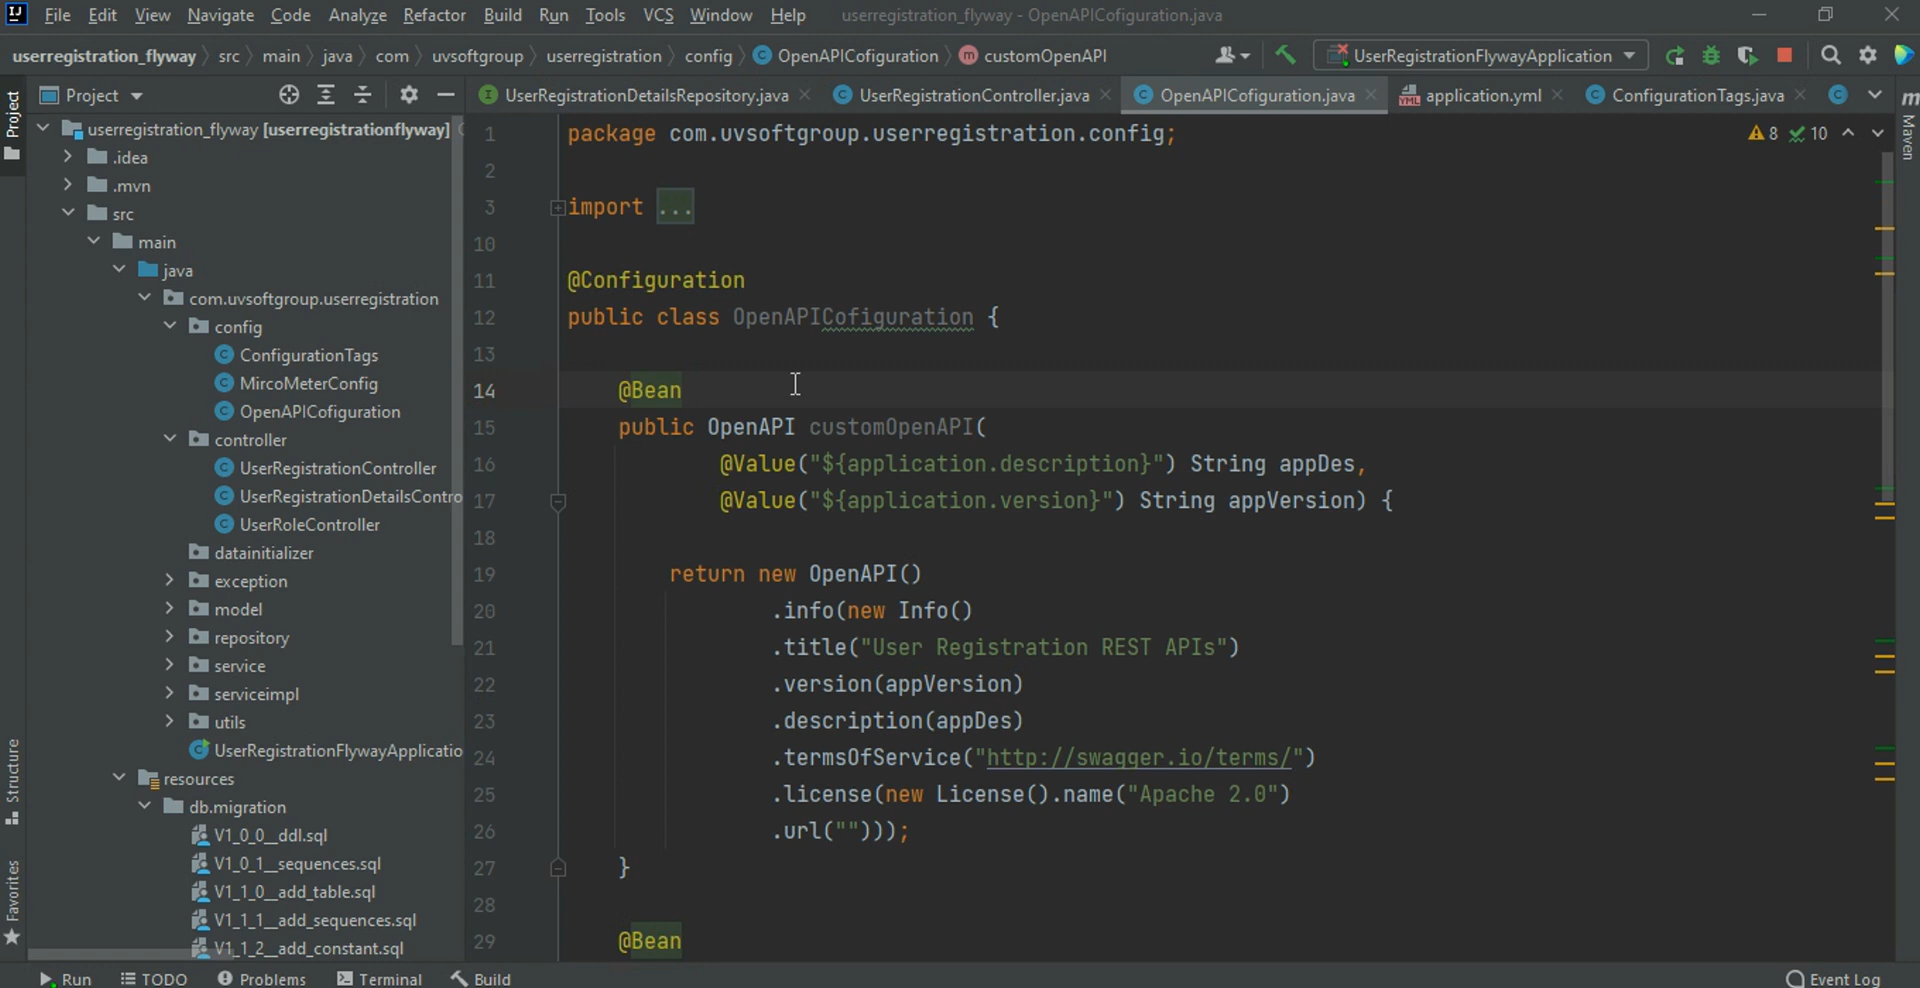 IJ File Edit View Navigate Code Analyze Refactor Build Run Tools VCS Window Help userregistration_flyway - OpenAPICofiguration.java
userregistration_flyway src main java com uvsoftgroup userregistration config C OpenAPICofiguration m customOpenAPI UserRegistrationFlywayApplication
Project
Project
I UserRegistrationDetailsRepository.java
C UserRegistrationController.java
C OpenAPICofiguration.java
YML application.yml
C ConfigurationTags.java
C
m
Maven
userregistration_flyway [userregistrationflyway]
.idea
.mvn
src
main
java
com.uvsoftgroup.userregistration
config
C ConfigurationTags
C MircoMeterConfig
C OpenAPICofiguration
controller
C UserRegistrationController
C UserRegistrationDetailsContro
C UserRoleController
datainitializer
exception
model
repository
service
serviceimpl
utils
UserRegistrationFlywayApplicatio
resources
db.migration
V1_0_0__ddl.sql
V1_0_1__sequences.sql
V1_1_0__add_table.sql
V1_1_1__add_sequences.sql
V1_1_2__add_constant.sql
Structure
Favorites
8 10
1 package com.uvsoftgroup.userregistration.config;
2
3 import ...
10
11 @Configuration
12 public class OpenAPICofiguration {
13
14 @Bean
15 public OpenAPI customOpenAPI(
16 @Value("${application.description}") String appDes,
17 @Value("${application.version}") String appVersion) {
18
19 return new OpenAPI()
20 .info(new Info()
21 .title("User Registration REST APIs")
22 .version(appVersion)
23 .description(appDes)
24 .termsOfService("http://swagger.io/terms/")
25 .license(new License().name("Apache 2.0")
26 .url("")));
27 }
28
29 @Bean
Run TODO Problems Terminal Build Event Log